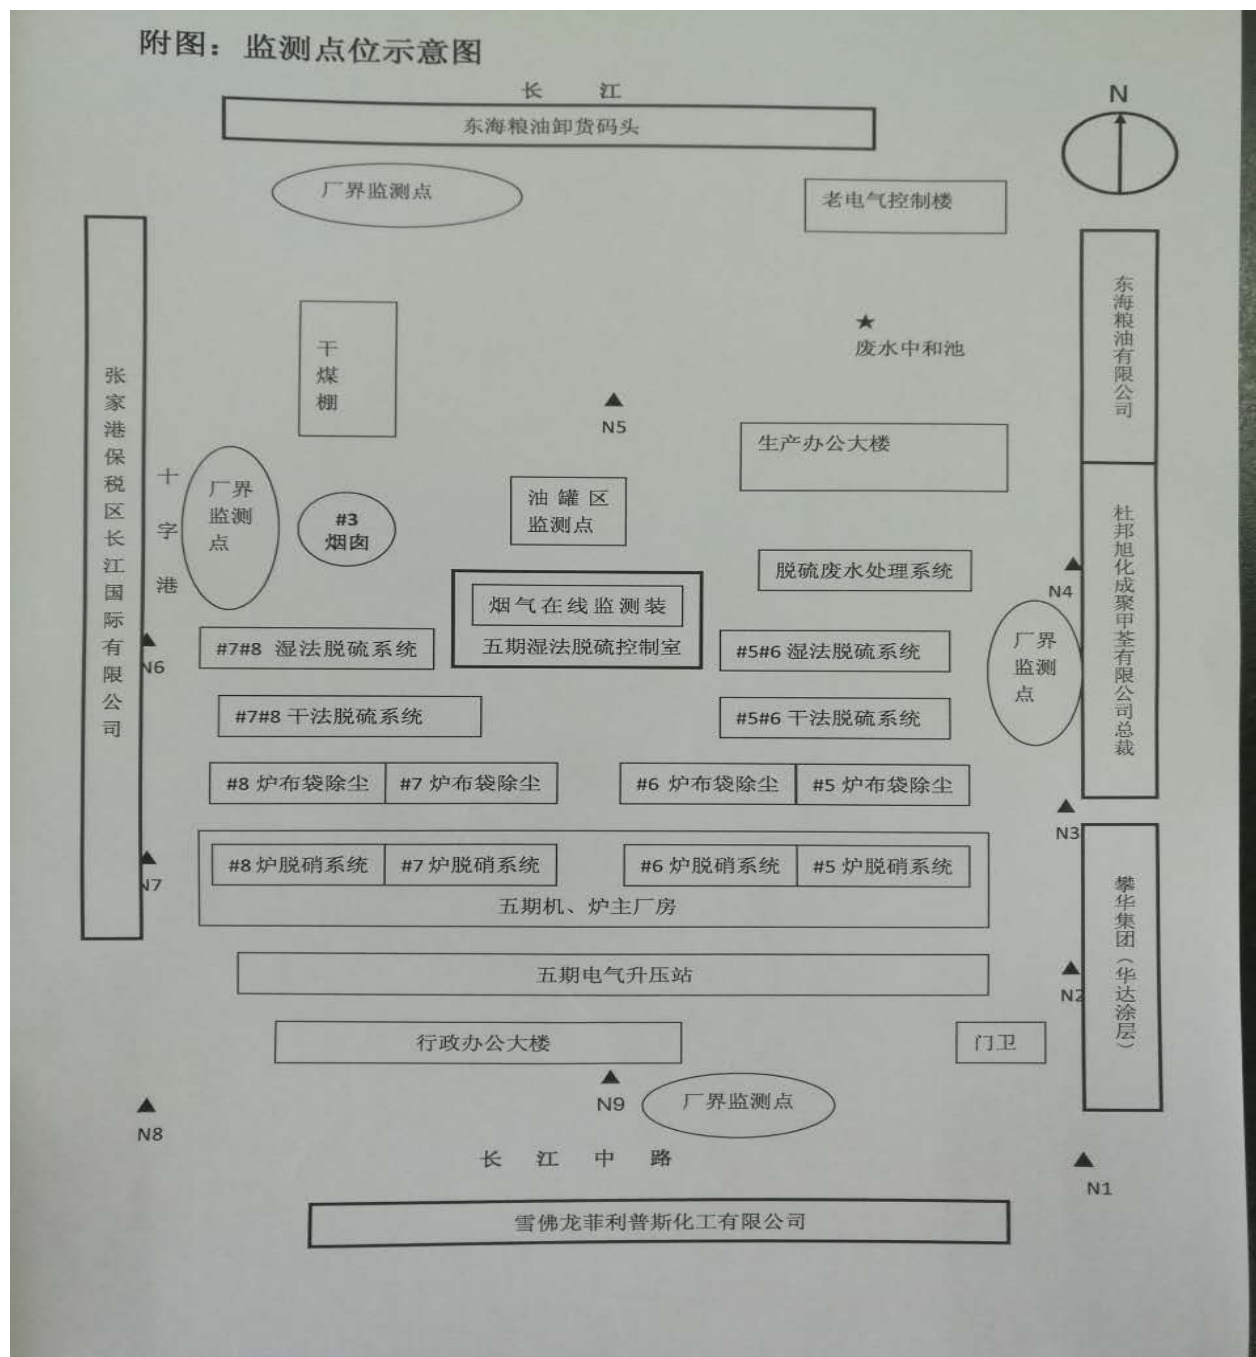 附图：监测点位示意图
长 江
N
东海粮油卸货码头
厂界监测点
老电气控制楼
东海粮油有限公司
干
煤
棚
★
废水中和池
▲
N5
张家港保税区长江国际有限公司
十
字
港
厂界
监测
点
#3
烟囱
油罐区
监测点
生产办公大楼
杜邦旭化成聚甲荃有限公司总裁
脱硫废水处理系统
▲
N4
烟气在线监测装
五期湿法脱硫控制室
▲
N6
#7#8 湿法脱硫系统
#5#6 湿法脱硫系统
厂界
监测
点
#7#8干法脱硫系统
#5#6 干法脱硫系统
#8 炉布袋除尘
#7 炉布袋除尘
#6 炉布袋除尘
#5 炉布袋除尘
▲
N3
▲
N7
#8 炉脱硝系统
#7 炉脱硝系统
#6 炉脱硝系统
#5 炉脱硝系统
五期机、炉主厂房
攀华集团（华达涂层）
五期电气升压站
▲
N2
行政办公大楼
门卫
▲
N9
厂界监测点
▲
N8
长 江 中 路
▲
N1
雪佛龙菲利普斯化工有限公司